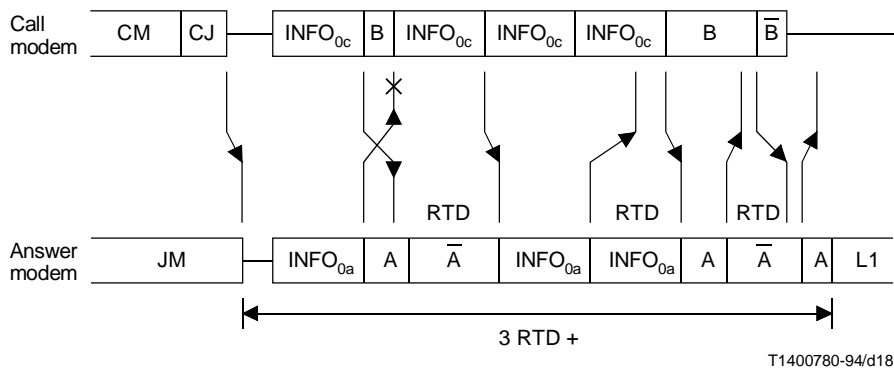 Call modem
CM CJ INFO0c B INFO0c INFO0c INFO0c B B̅
RTD RTD RTD
Answer modem
JM INFO0a A A̅ INFO0a INFO0a A A̅ A L1
3 RTD +
T1400780-94/d18